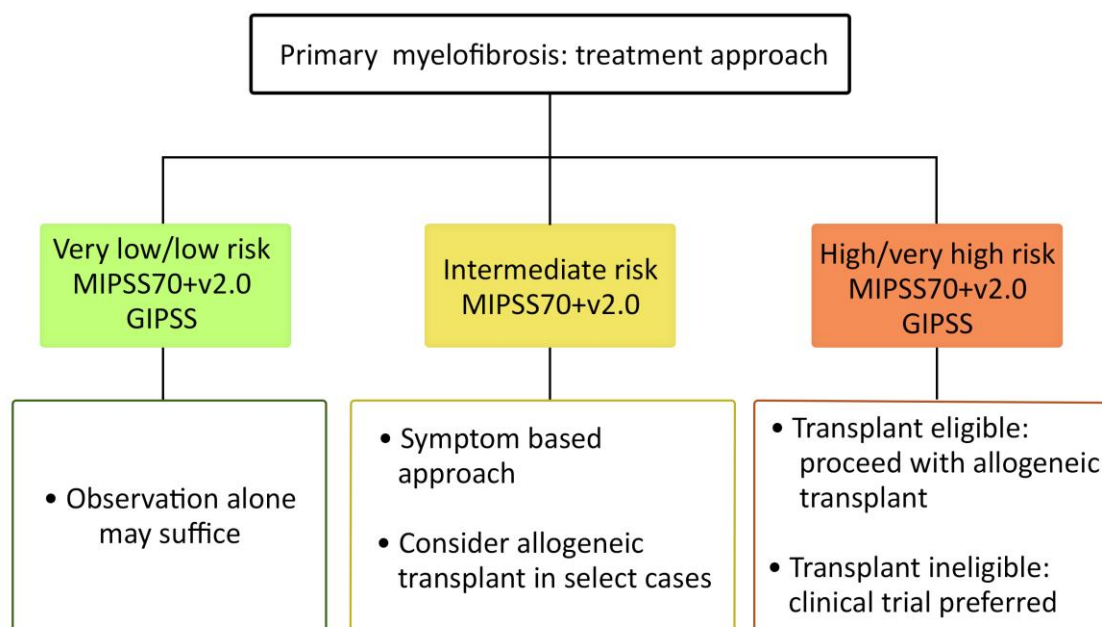 Primary myelofibrosis: treatment approach
Very low/low risk
MIPSS70+v2.0
GIPSS
Intermediate risk
MIPSS70+v2.0
High/very high risk
MIPSS70+v2.0
GIPSS
• Observation alone
may suffice
• Symptom based
approach
• Consider allogeneic
transplant in select cases
• Transplant eligible:
proceed with allogeneic
transplant
• Transplant ineligible:
clinical trial preferred